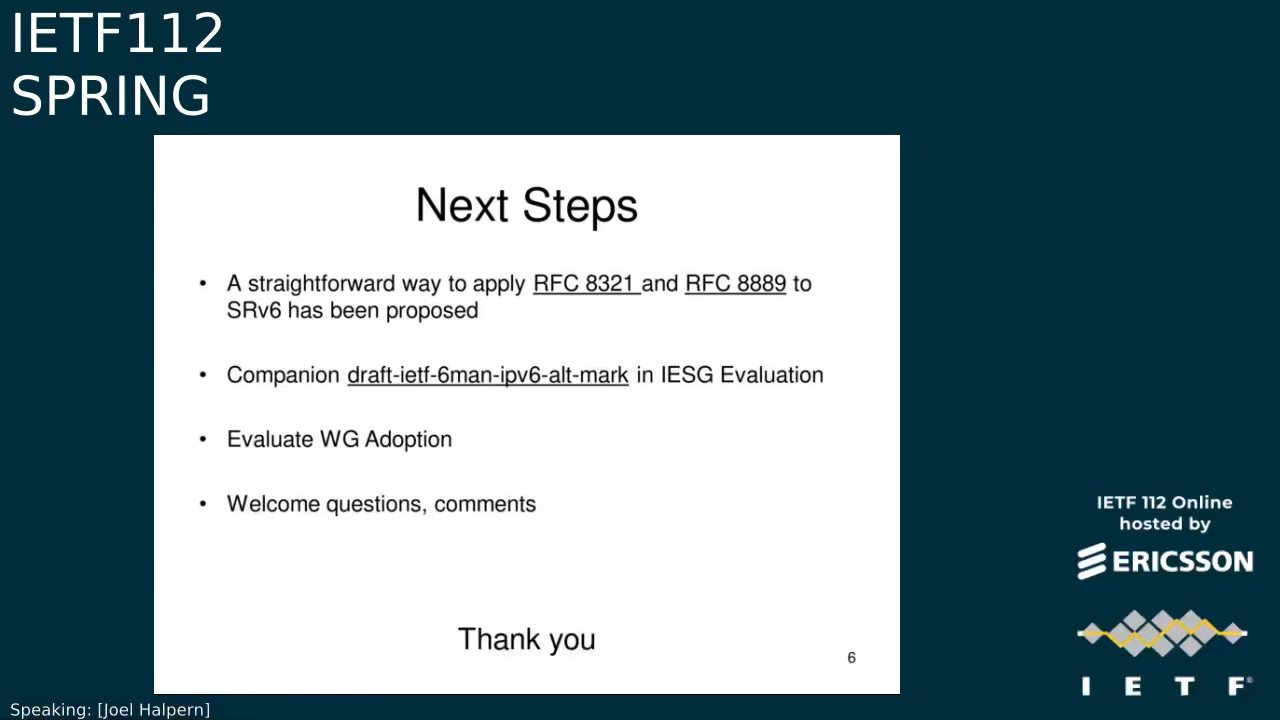 IETF112
SPRING
Next Steps
• A straightforward way to apply RFC 8321 and RFC 8889 to
SRv6 has been proposed
• Companion draft-ietf-6man-ipv6-alt-mark in IESG Evaluation
• Evaluate WG Adoption
• Welcome questions, comments
Thank you
6
IETF 112 Online
hosted by
ERICSSON
I E T F®
Speaking: [Joel Halpern]